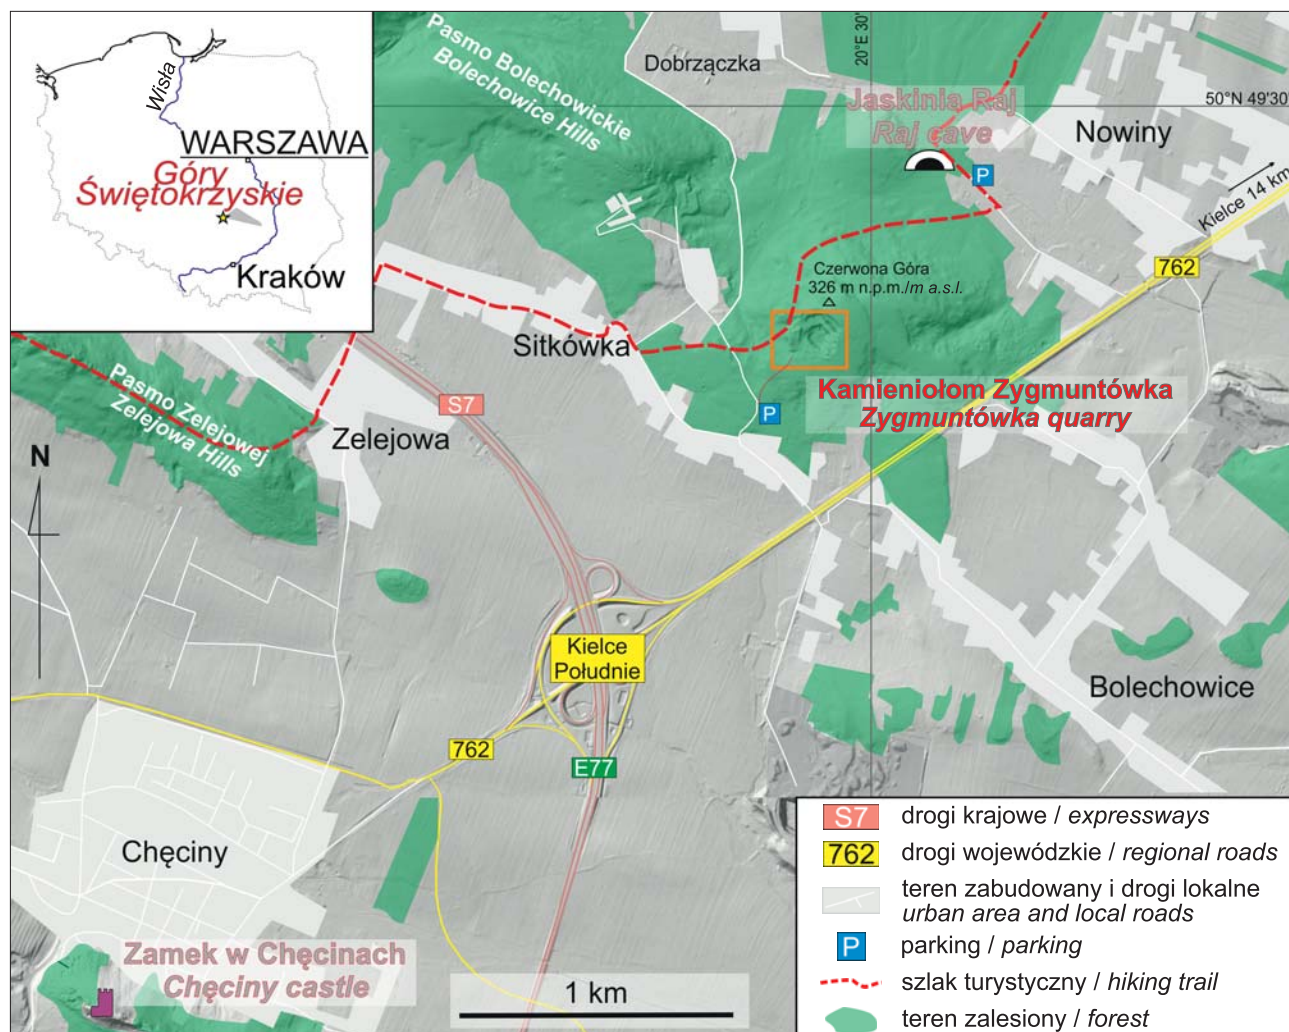 Wisła
WARSZAWA
Góry
Świętokrzyskie
Kraków
Pasmo Bolechowickie
Bolechowice Hills
Dobrzączka
20°E 30'
50°N 49'30"
Jaskinia Raj
Raj cave
Nowiny
P
Kielce 14 km
762
Czerwona Góra
326 m n.p.m./m a.s.l.
Sitkówka
Kamieniołom Zygmuntówka
Zygmuntówka quarry
P
S7
Pasmo Zelejowej
Zelejowa Hills
Zelejowa
N
Kielce
Południe
Bolechowice
762
E77
Chęciny
Zamek w Chęcinach
Chęciny castle
1 km
S7 drogi krajowe / expressways
762 drogi wojewódzkie / regional roads
teren zabudowany i drogi lokalne
urban area and local roads
P parking / parking
szlak turystyczny / hiking trail
teren zalesiony / forest